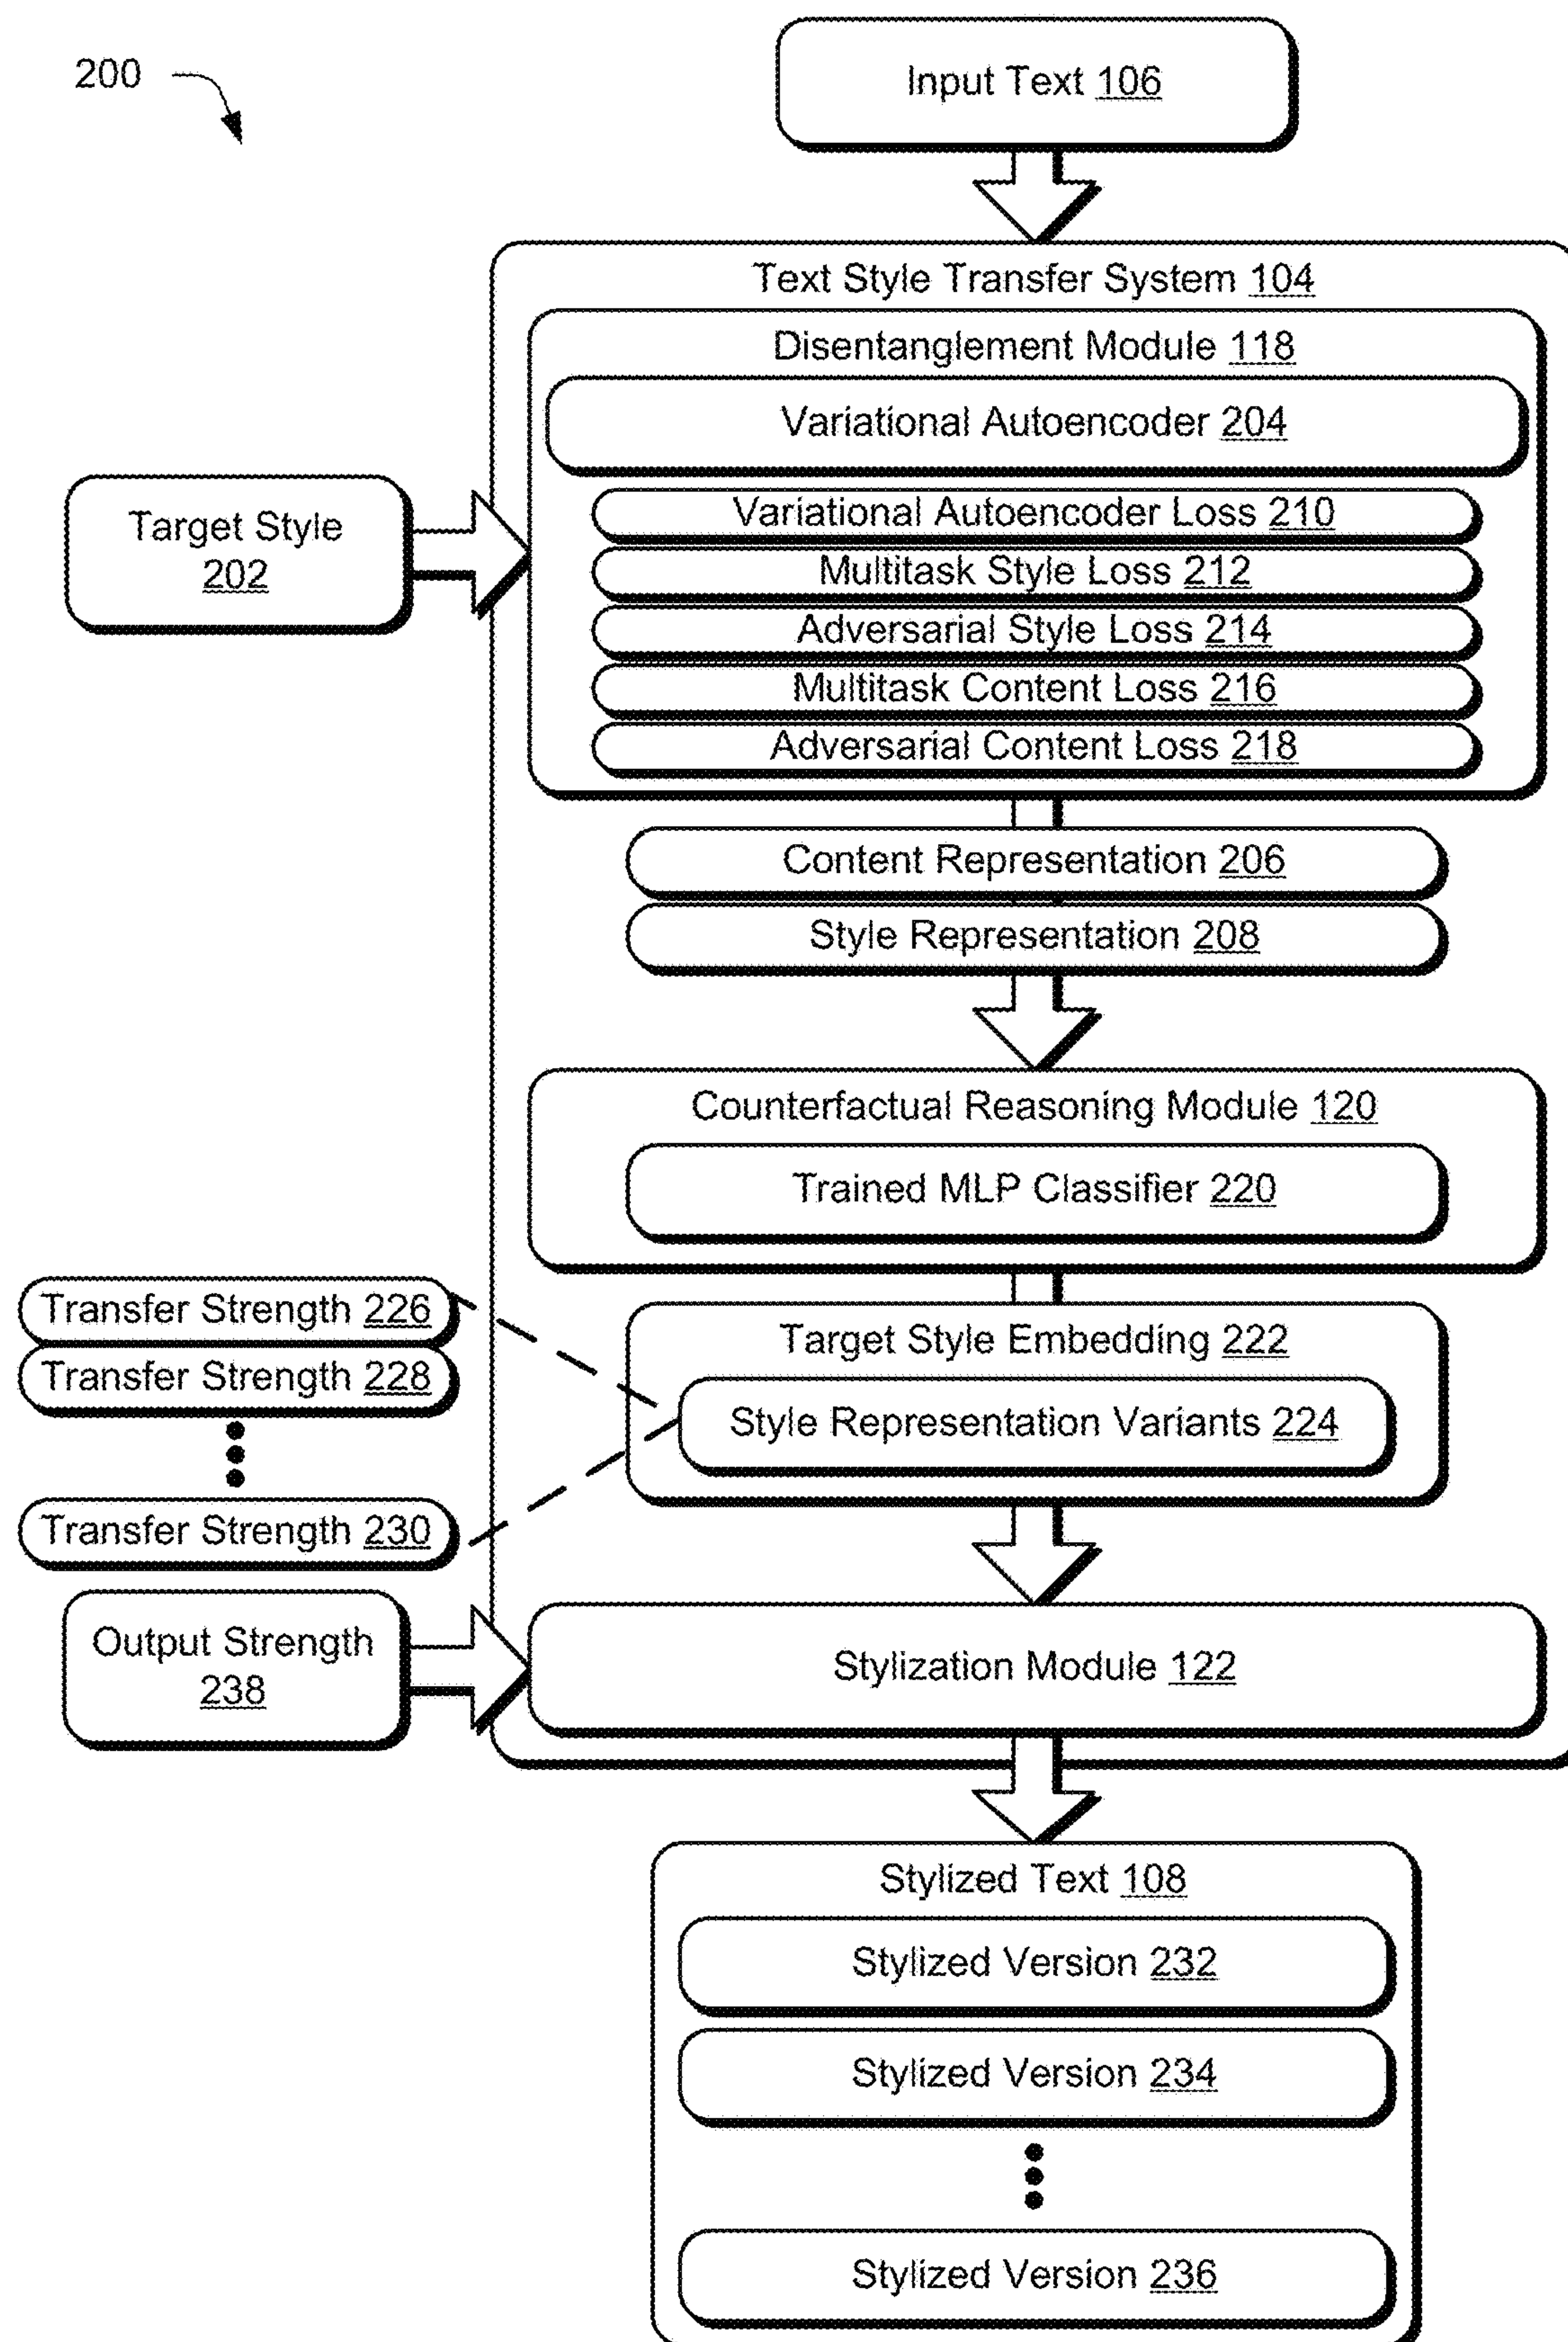 200
Input Text 106
Text Style Transfer System 104
Disentanglement Module 118
Variational Autoencoder 204
Target Style
202
Variational Autoencoder Loss 210
Multitask Style Loss 212
Adversarial Style Loss 214
Multitask Content Loss 216
Adversarial Content Loss 218
Content Representation 206
Style Representation 208
Counterfactual Reasoning Module 120
Trained MLP Classifier 220
Transfer Strength 226
Transfer Strength 228
Transfer Strength 230
Target Style Embedding 222
Style Representation Variants 224
Output Strength
238
Stylization Module 122
Stylized Text 108
Stylized Version 232
Stylized Version 234
Stylized Version 236